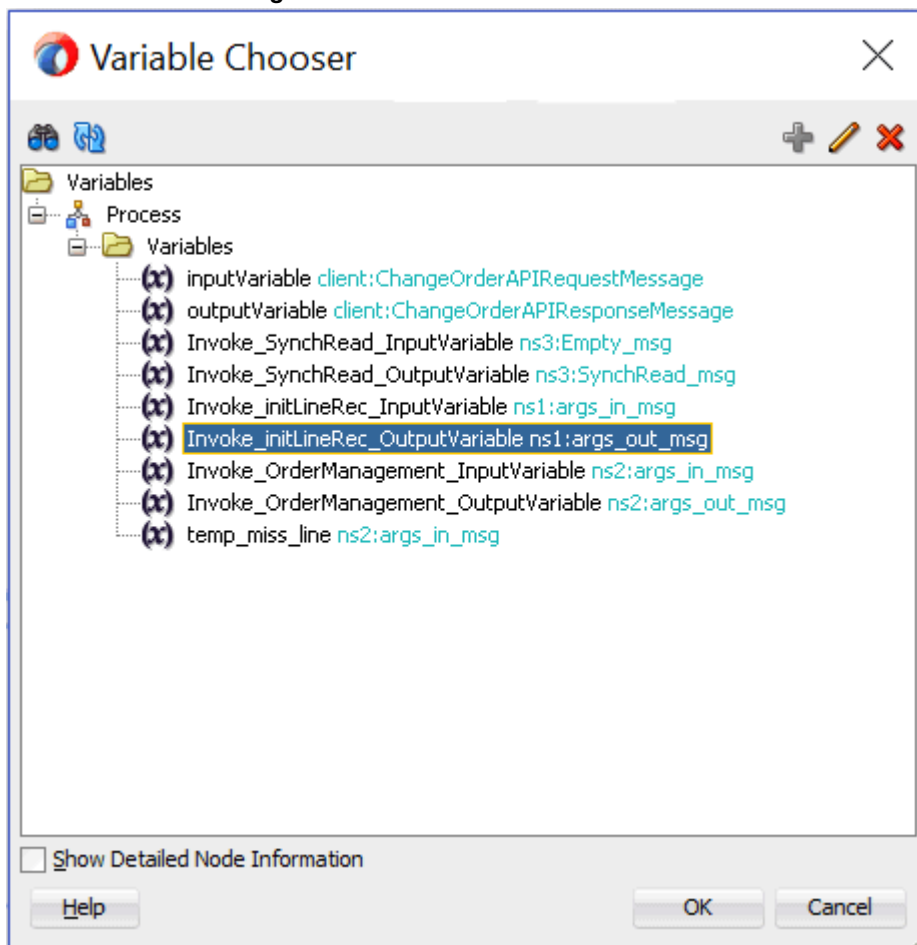 Variable Chooser
Variables
Process
Variables
inputVariable client:ChangeOrderAPIRequestMessage
outputVariable client:ChangeOrderAPIResponseMessage
Invoke_SynchRead_InputVariable ns3:Empty_msg
Invoke_SynchRead_OutputVariable ns3:SynchRead_msg
Invoke_initLineRec_InputVariable ns1:args_in_msg
Invoke_initLineRec_OutputVariable ns1:args_out_msg
Invoke_OrderManagement_InputVariable ns2:args_in_msg
Invoke_OrderManagement_OutputVariable ns2:args_out_msg
temp_miss_line ns2:args_in_msg
Show Detailed Node Information
Help OK Cancel